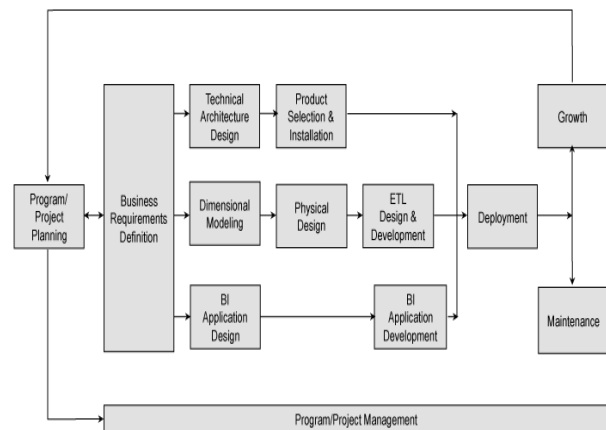 Technical
Architecture
Design
Product
Selection &
Installation
Growth
Program/
Project
Planning
Business
Requirements
Definition
Dimensional
Modeling
Physical
Design
ETL
Design &
Development
Deployment
BI
Application
Design
BI
Application
Development
Maintenance
Program/Project Management